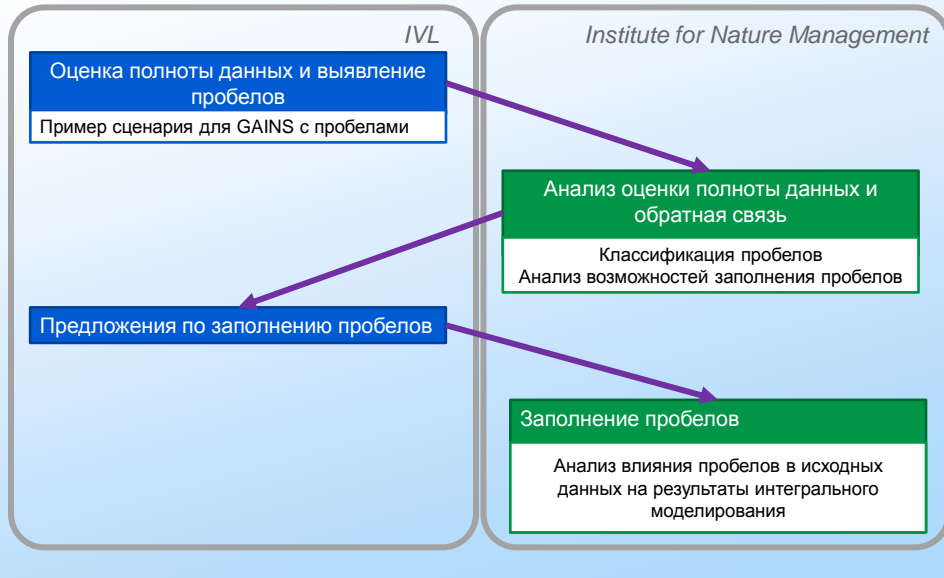 IVL
Institute for Nature Management
Оценка полноты данных и выявление
пробелов
Пример сценария для GAINS с пробелами
Анализ оценки полноты данных и
обратная связь
Классификация пробелов
Анализ возможностей заполнения пробелов
Предложения по заполнению пробелов
Заполнение пробелов
Анализ влияния пробелов в исходных
данных на результаты интегрального
моделирования